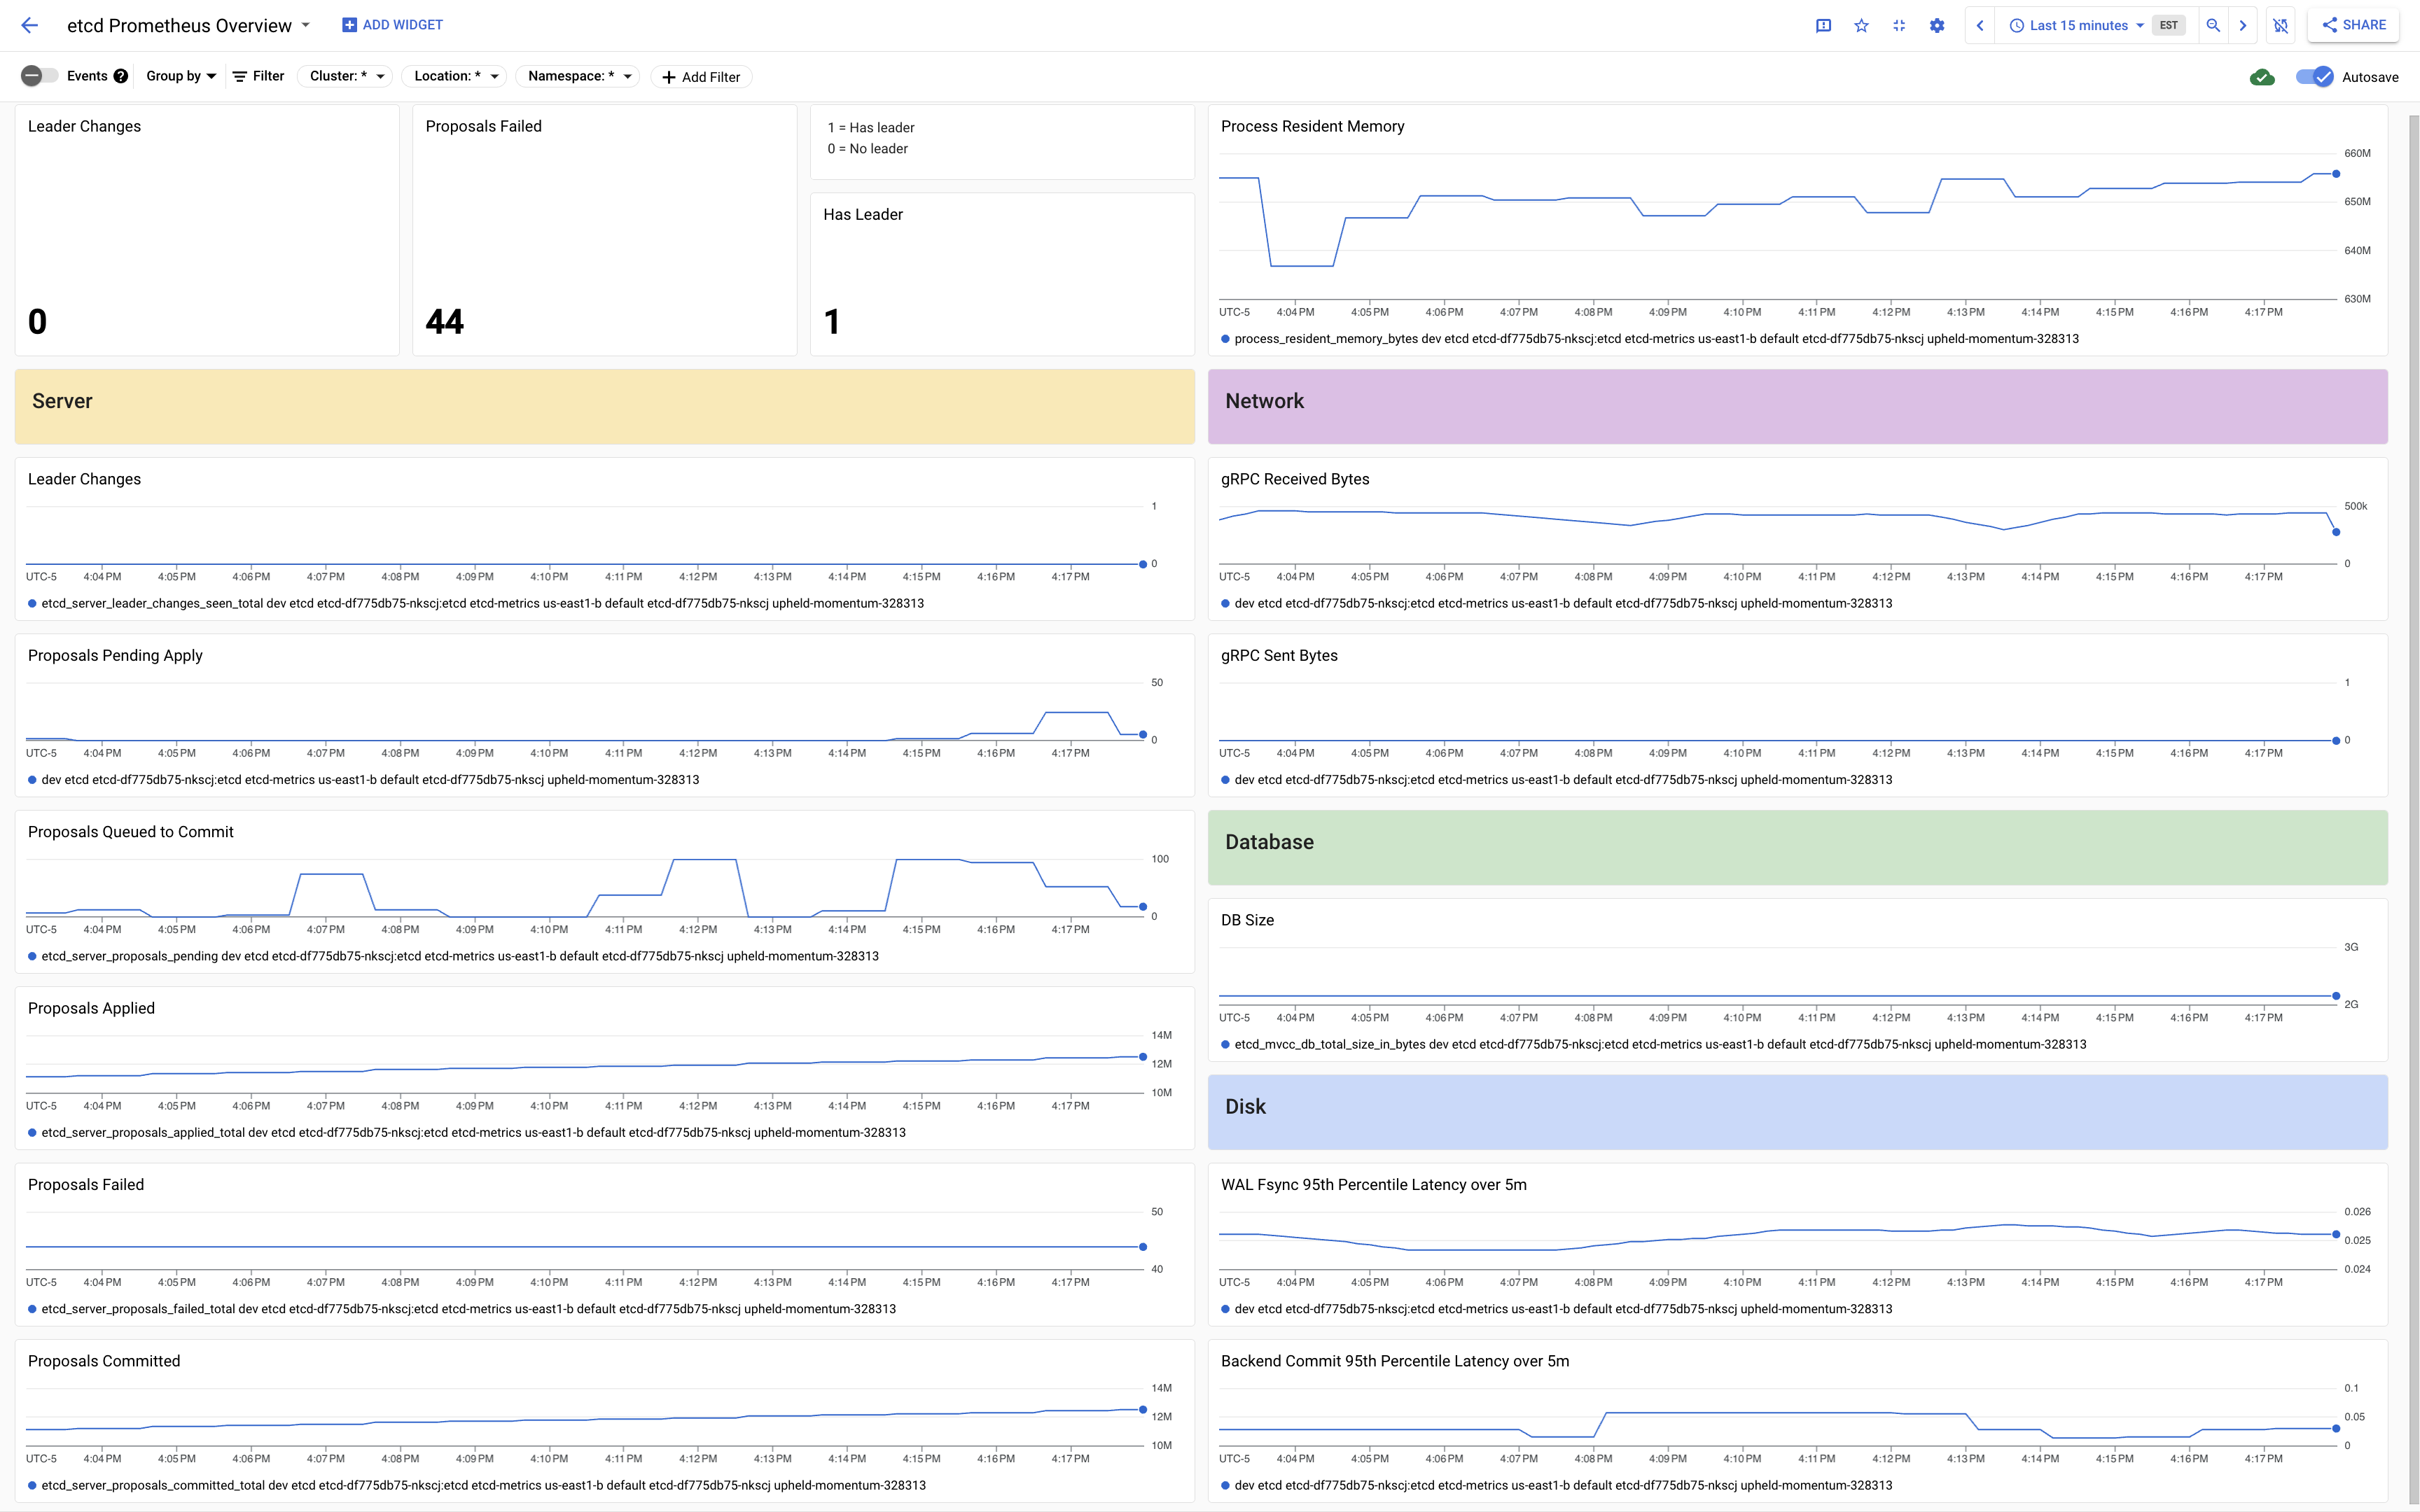 etcd Prometheus Overview
ADD WIDGET
Last 15 minutes
EST
SHARE
Events
Group by
Filter
Cluster: *
Location: *
Namespace: *
Add Filter
Autosave
Leader Changes
0
Proposals Failed
44
1 = Has leader
0 = No leader
Has Leader
1
Process Resident Memory
660M
650M
640M
630M
UTC-5 4:04 PM 4:05 PM 4:06 PM 4:07 PM 4:08 PM 4:09 PM 4:10 PM 4:11 PM 4:12 PM 4:13 PM 4:14 PM 4:15 PM 4:16 PM 4:17 PM
process_resident_memory_bytes dev etcd etcd-df775db75-nkscj:etcd etcd-metrics us-east1-b default etcd-df775db75-nkscj upheld-momentum-328313
Server
Leader Changes
1
0
UTC-5 4:04 PM 4:05 PM 4:06 PM 4:07 PM 4:08 PM 4:09 PM 4:10 PM 4:11 PM 4:12 PM 4:13 PM 4:14 PM 4:15 PM 4:16 PM 4:17 PM
etcd_server_leader_changes_seen_total dev etcd etcd-df775db75-nkscj:etcd etcd-metrics us-east1-b default etcd-df775db75-nkscj upheld-momentum-328313
Proposals Pending Apply
50
0
UTC-5 4:04 PM 4:05 PM 4:06 PM 4:07 PM 4:08 PM 4:09 PM 4:10 PM 4:11 PM 4:12 PM 4:13 PM 4:14 PM 4:15 PM 4:16 PM 4:17 PM
dev etcd etcd-df775db75-nkscj:etcd etcd-metrics us-east1-b default etcd-df775db75-nkscj upheld-momentum-328313
Proposals Queued to Commit
100
0
UTC-5 4:04 PM 4:05 PM 4:06 PM 4:07 PM 4:08 PM 4:09 PM 4:10 PM 4:11 PM 4:12 PM 4:13 PM 4:14 PM 4:15 PM 4:16 PM 4:17 PM
etcd_server_proposals_pending dev etcd etcd-df775db75-nkscj:etcd etcd-metrics us-east1-b default etcd-df775db75-nkscj upheld-momentum-328313
Proposals Applied
14M
12M
10M
UTC-5 4:04 PM 4:05 PM 4:06 PM 4:07 PM 4:08 PM 4:09 PM 4:10 PM 4:11 PM 4:12 PM 4:13 PM 4:14 PM 4:15 PM 4:16 PM 4:17 PM
etcd_server_proposals_applied_total dev etcd etcd-df775db75-nkscj:etcd etcd-metrics us-east1-b default etcd-df775db75-nkscj upheld-momentum-328313
Proposals Failed
50
40
UTC-5 4:04 PM 4:05 PM 4:06 PM 4:07 PM 4:08 PM 4:09 PM 4:10 PM 4:11 PM 4:12 PM 4:13 PM 4:14 PM 4:15 PM 4:16 PM 4:17 PM
etcd_server_proposals_failed_total dev etcd etcd-df775db75-nkscj:etcd etcd-metrics us-east1-b default etcd-df775db75-nkscj upheld-momentum-328313
Proposals Committed
14M
12M
10M
UTC-5 4:04 PM 4:05 PM 4:06 PM 4:07 PM 4:08 PM 4:09 PM 4:10 PM 4:11 PM 4:12 PM 4:13 PM 4:14 PM 4:15 PM 4:16 PM 4:17 PM
etcd_server_proposals_committed_total dev etcd etcd-df775db75-nkscj:etcd etcd-metrics us-east1-b default etcd-df775db75-nkscj upheld-momentum-328313
Network
gRPC Received Bytes
500k
0
UTC-5 4:04 PM 4:05 PM 4:06 PM 4:07 PM 4:08 PM 4:09 PM 4:10 PM 4:11 PM 4:12 PM 4:13 PM 4:14 PM 4:15 PM 4:16 PM 4:17 PM
dev etcd etcd-df775db75-nkscj:etcd etcd-metrics us-east1-b default etcd-df775db75-nkscj upheld-momentum-328313
gRPC Sent Bytes
1
0
UTC-5 4:04 PM 4:05 PM 4:06 PM 4:07 PM 4:08 PM 4:09 PM 4:10 PM 4:11 PM 4:12 PM 4:13 PM 4:14 PM 4:15 PM 4:16 PM 4:17 PM
dev etcd etcd-df775db75-nkscj:etcd etcd-metrics us-east1-b default etcd-df775db75-nkscj upheld-momentum-328313
Database
DB Size
3G
2G
UTC-5 4:04 PM 4:05 PM 4:06 PM 4:07 PM 4:08 PM 4:09 PM 4:10 PM 4:11 PM 4:12 PM 4:13 PM 4:14 PM 4:15 PM 4:16 PM 4:17 PM
etcd_mvcc_db_total_size_in_bytes dev etcd etcd-df775db75-nkscj:etcd etcd-metrics us-east1-b default etcd-df775db75-nkscj upheld-momentum-328313
Disk
WAL Fsync 95th Percentile Latency over 5m
0.026
0.025
0.024
UTC-5 4:04 PM 4:05 PM 4:06 PM 4:07 PM 4:08 PM 4:09 PM 4:10 PM 4:11 PM 4:12 PM 4:13 PM 4:14 PM 4:15 PM 4:16 PM 4:17 PM
dev etcd etcd-df775db75-nkscj:etcd etcd-metrics us-east1-b default etcd-df775db75-nkscj upheld-momentum-328313
Backend Commit 95th Percentile Latency over 5m
0.1
0.05
0
UTC-5 4:04 PM 4:05 PM 4:06 PM 4:07 PM 4:08 PM 4:09 PM 4:10 PM 4:11 PM 4:12 PM 4:13 PM 4:14 PM 4:15 PM 4:16 PM 4:17 PM
dev etcd etcd-df775db75-nkscj:etcd etcd-metrics us-east1-b default etcd-df775db75-nkscj upheld-momentum-328313